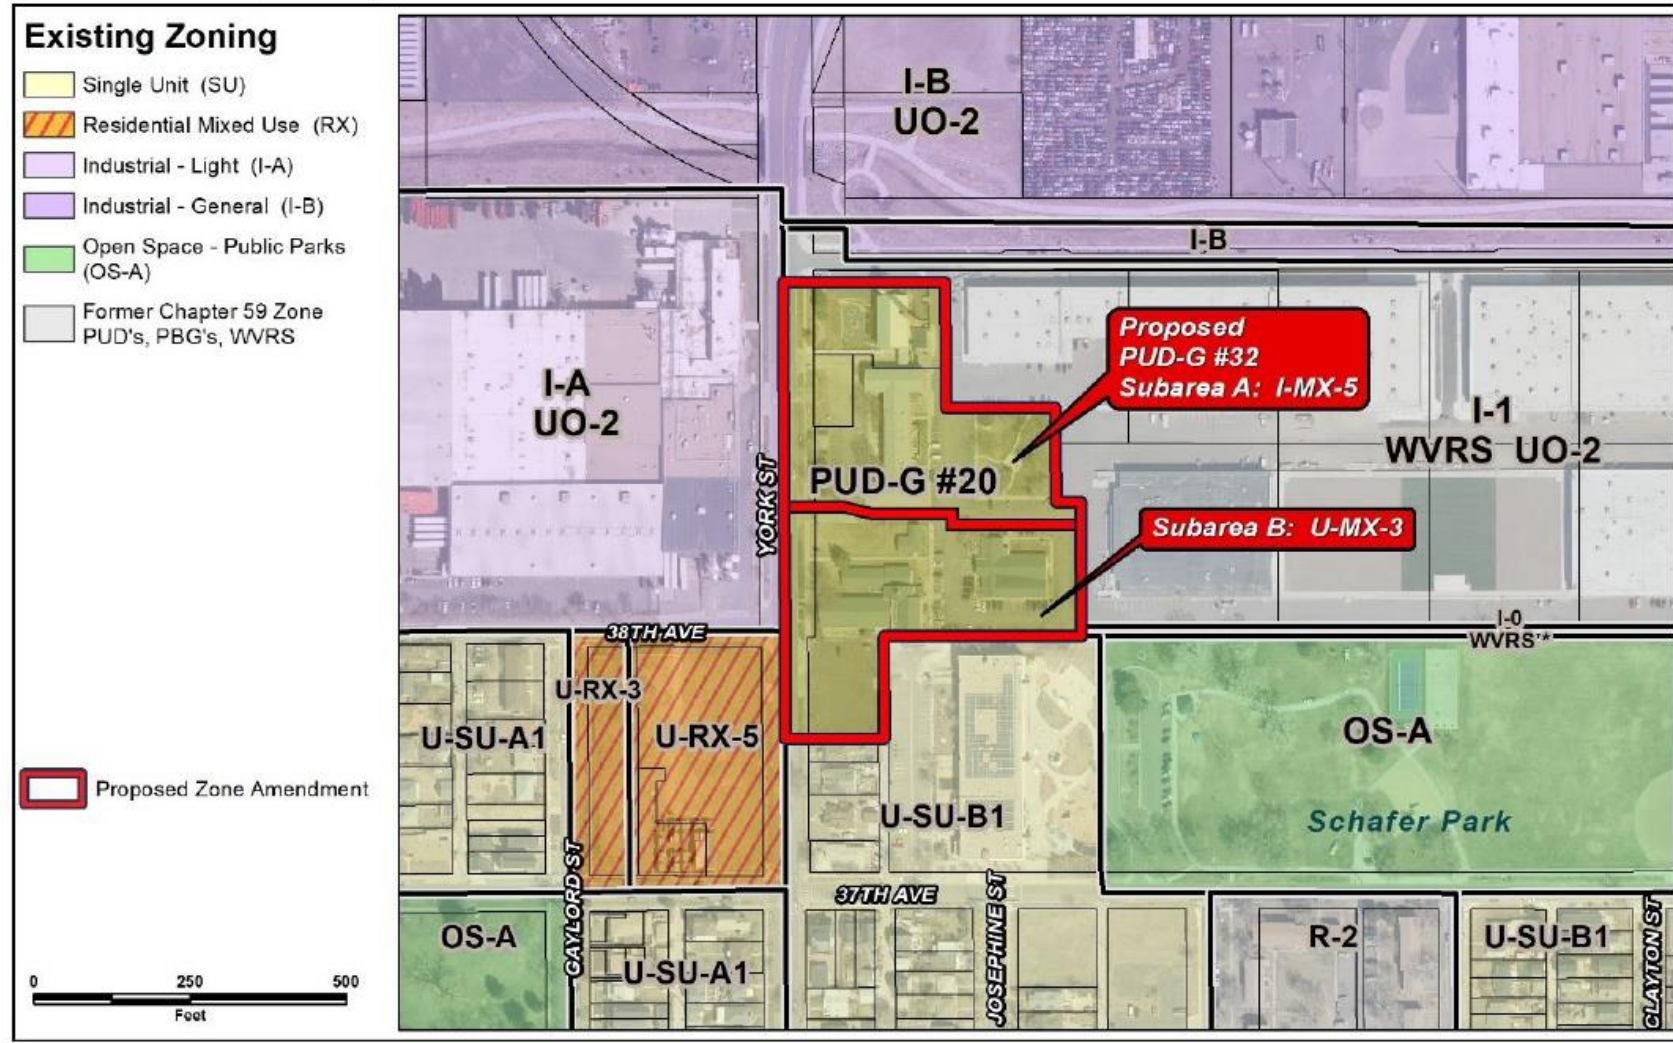 Existing Zoning
Single Unit (SU)
Residential Mixed Use (RX)
Industrial - Light (I-A)
Industrial - General (I-B)
Open Space - Public Parks
(OS-A)
Former Chapter 59 Zone
PUD's, PBG's, WVRS
Proposed Zone Amendment
0 250 500
Feet
I-B
UO-2
I-B
I-A
UO-2
YORK ST
PUD-G #20
Proposed
PUD-G #32
Subarea A: I-MX-5
I-1
WVRS UO-2
Subarea B: U-MX-3
I-0
WVRS**
38TH AVE
U-RX-3
U-SU-A1
U-RX-5
U-SU-B1
OS-A
Schafer Park
GAYLORD ST
37TH AVE
JOSEPHINE ST
OS-A
U-SU-A1
R-2
U-SU-B1
CLAYTON ST